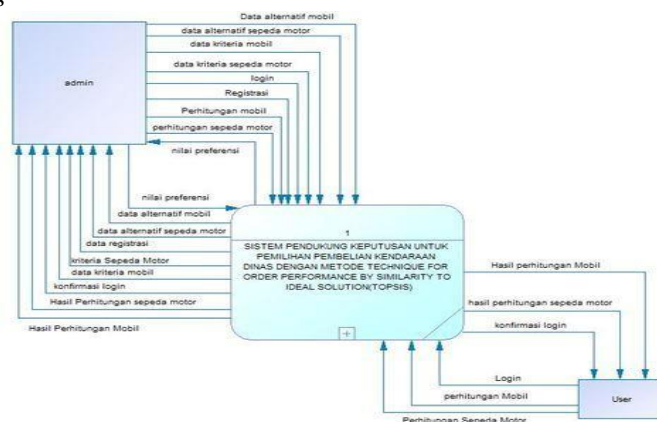 Data alternatif mobil
data alternatif sepeda motor
data kriteria mobil
data kriteria sepeda motor
login
Registrasi
Perhitungan mobil
perhitungan sepeda motor
nilai preferensi
admin
nilai preferensi
data alternatif mobil
data alternatif sepeda motor
data registrasi
kriteria Sepeda Motor
data kriteria mobil
konfirmasi login
Hasil Perhitungan sepeda motor
Hasil Perhitungan Mobil
1
SISTEM PENDUKUNG KEPUTUSAN UNTUK
PEMILIHAN PEMBELIAN KENDARAAN
DINAS DENGAN METODE TECHNIQUE FOR
ORDER PERFORMANCE BY SIMILARITY TO
IDEAL SOLUTION(TOPSIS)
Hasil perhitungan Mobil
hasil perhitungan sepeda motor
konfirmasi login
Login
perhitungan Mobil
Perhitungan Sepeda Motor
User